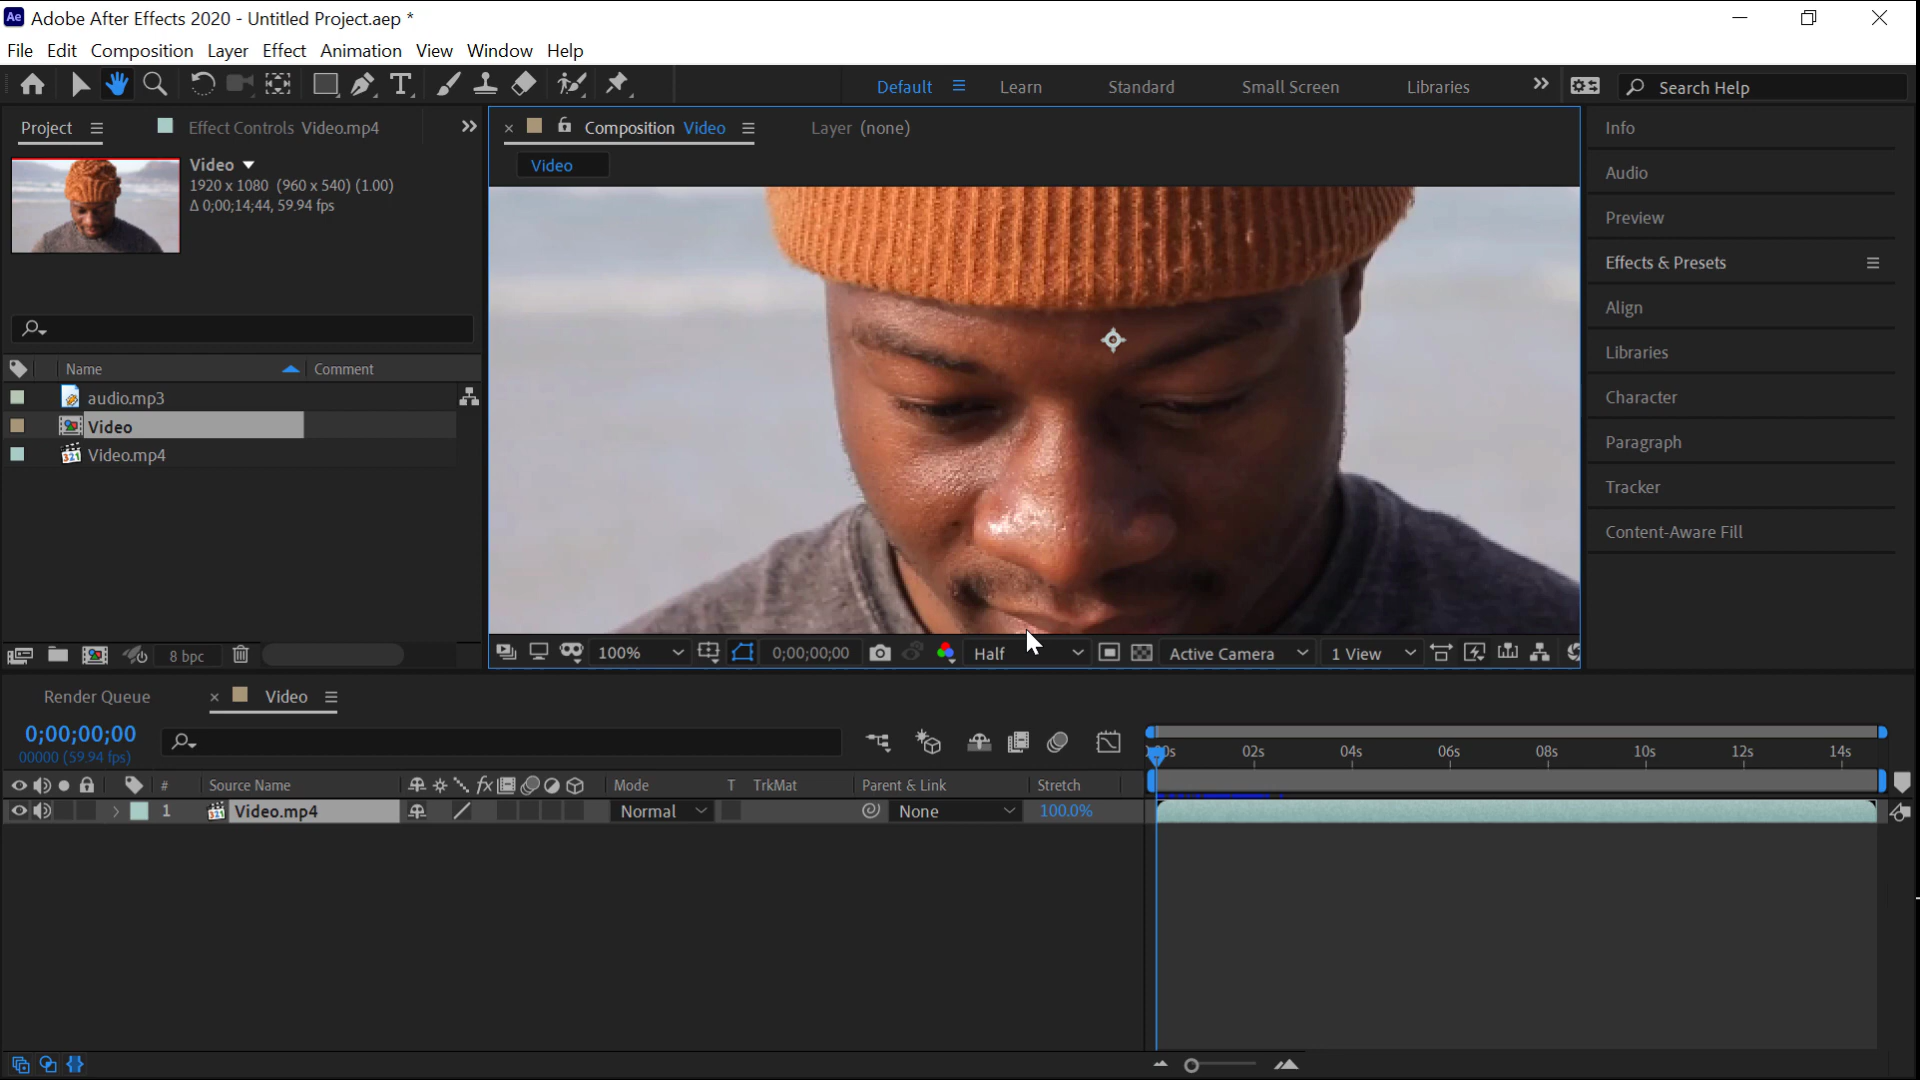 Adobe After Effects 2020 - Untitled Project.aep *
File Edit Composition Layer Effect Animation View Window Help
Default Learn Standard Small Screen Libraries Search Help
Project Effect Controls Video.mp4
Composition Video Layer (none)
Video
Video
1920 x 1080 (960 x 540) (1.00)
Δ 0;00;14;44, 59.94 fps
Name Comment
audio.mp3
Video
Video.mp4
8 bpc
100% 0;00;00;00 Half Active Camera 1 View
Info
Audio
Preview
Effects & Presets
Align
Libraries
Character
Paragraph
Tracker
Content-Aware Fill
Render Queue Video
0;00;00;00
00000 (59.94 fps)
02s 04s 06s 08s 10s 12s 14s
# Source Name fx Mode T TrkMat Parent & Link Stretch
1 Video.mp4 Normal None 100.0%